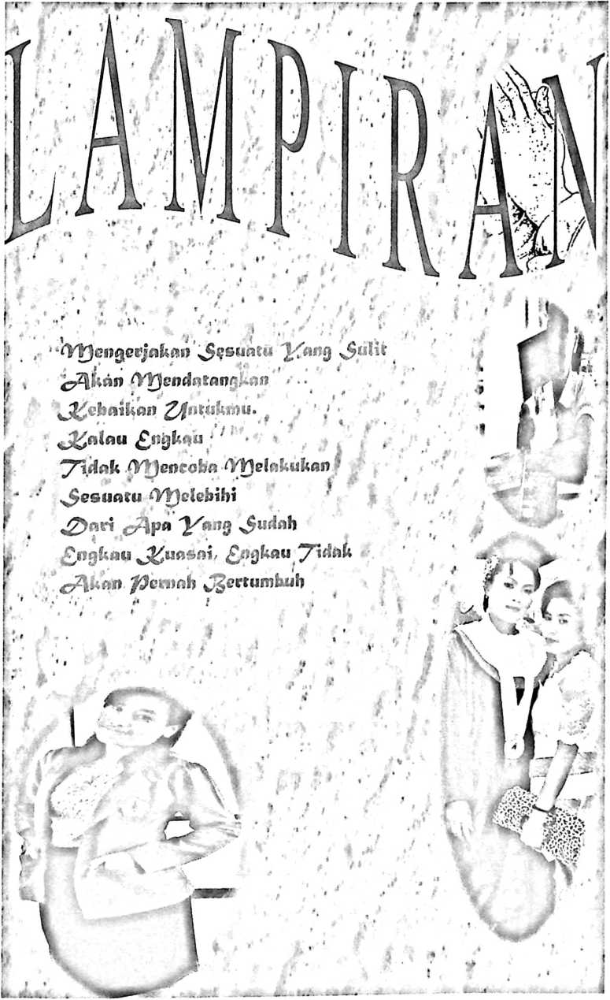 LAMPIRAN
Mengerjakan Sesuatu Yang Sulit
Akan Mendatangkan
Kebaikan Untukmu.
Kalau Engkau
Tidak Mencoba Melakukan
Sesuatu Melebihi
Dari Apa Yang Sudah
Engkau Kuasai, Engkau Tidak
Akan Pernah Bertumbuh